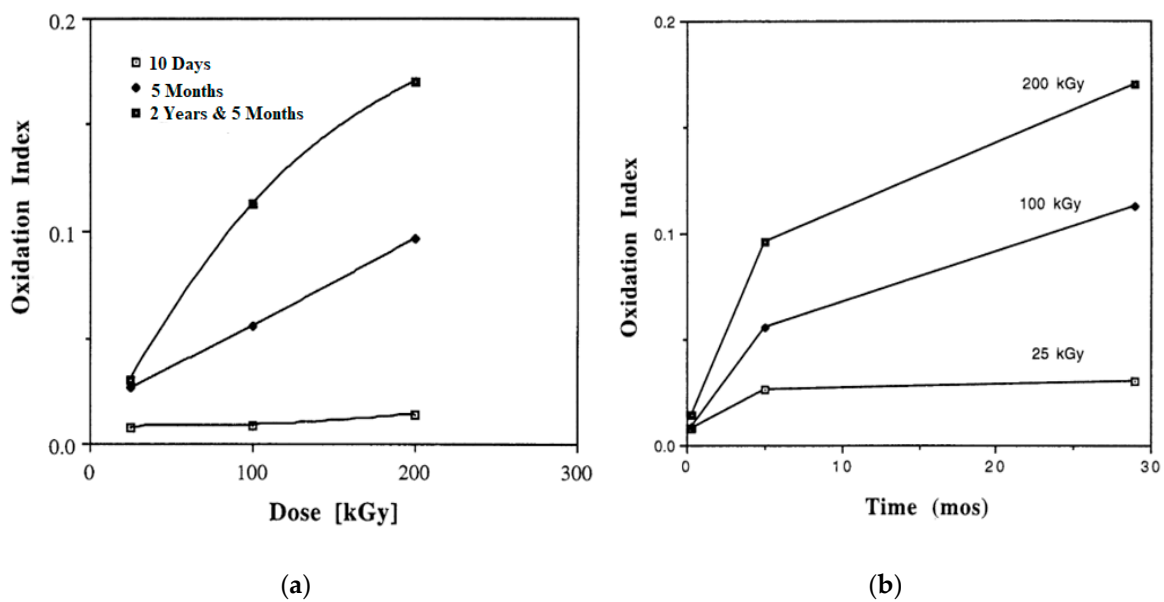 0.2
10 Days
5 Months
2 Years & 5 Months
0.1
0.0
0
100
200
300
Oxidation Index
Dose [kGy]
(a)
0.2
200 kGy
100 kGy
0.1
25 kGy
0.0
0
10
20
30
Oxidation Index
Time (mos)
(b)